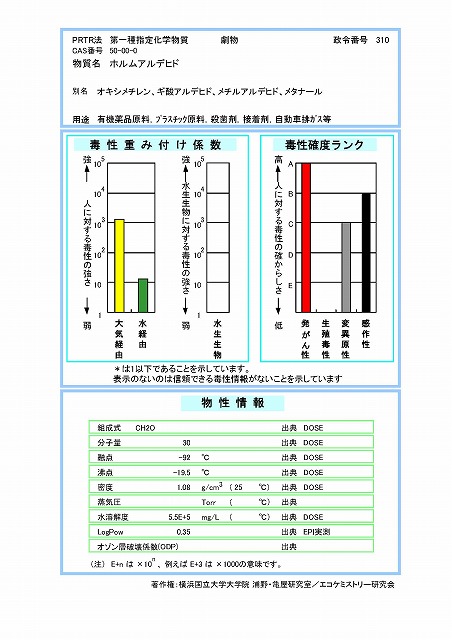 PRTR法　第一種指定化学物質　劇物　政令番号　310
CAS番号　50-00-0
物質名　ホルムアルデヒド
別名　オキシメチレン、ギ酸アルデヒド、メチルアルデヒド、メタナール
用途　有機薬品原料, プラスチック原料, 殺菌剤, 接着剤, 自動車排ガス等
毒性重み付け係数
強 ← 人に対する毒性の強さ → 弱
10^5
10^4
10^3
10^2
10
1
大気経由
水経由
強 ← 水生生物に対する毒性の強さ → 弱
10^5
10^4
10^3
10^2
10
1
水生生物
毒性確度ランク
高 ← 人に対する毒性の確からしさ → 低
A
B
C
D
E
発がん性
生殖毒性
変異原性
感作性
＊は1以下であることを示しています。
表示のないのは信頼できる毒性情報がないことを示しています
物性情報
組成式　CH2O　出典　DOSE
分子量　30　出典　DOSE
融点　-92　℃　出典　DOSE
沸点　-19.5　℃　出典　DOSE
密度　1.08　g/cm3　( 25　℃)　出典　DOSE
蒸気圧　Torr　(　℃)　出典
水溶解度　5.5E+5　mg/L　(　℃)　出典　DOSE
LogPow　0.35　出典　EPI実測
オゾン層破壊係数(ODP)　出典
（注） E+n は ×10^n 、例えば E+3 は ×1000の意味です。
著作権：横浜国立大学大学院 浦野・亀屋研究室／エコケミストリー研究会